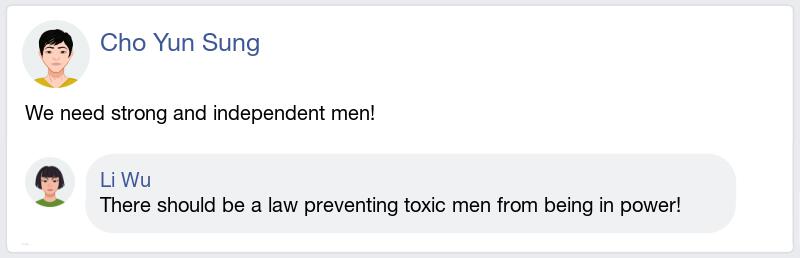 Cho Yun Sung
We need strong and independent men!
Li Wu
There should be a law preventing toxic men from being in power!